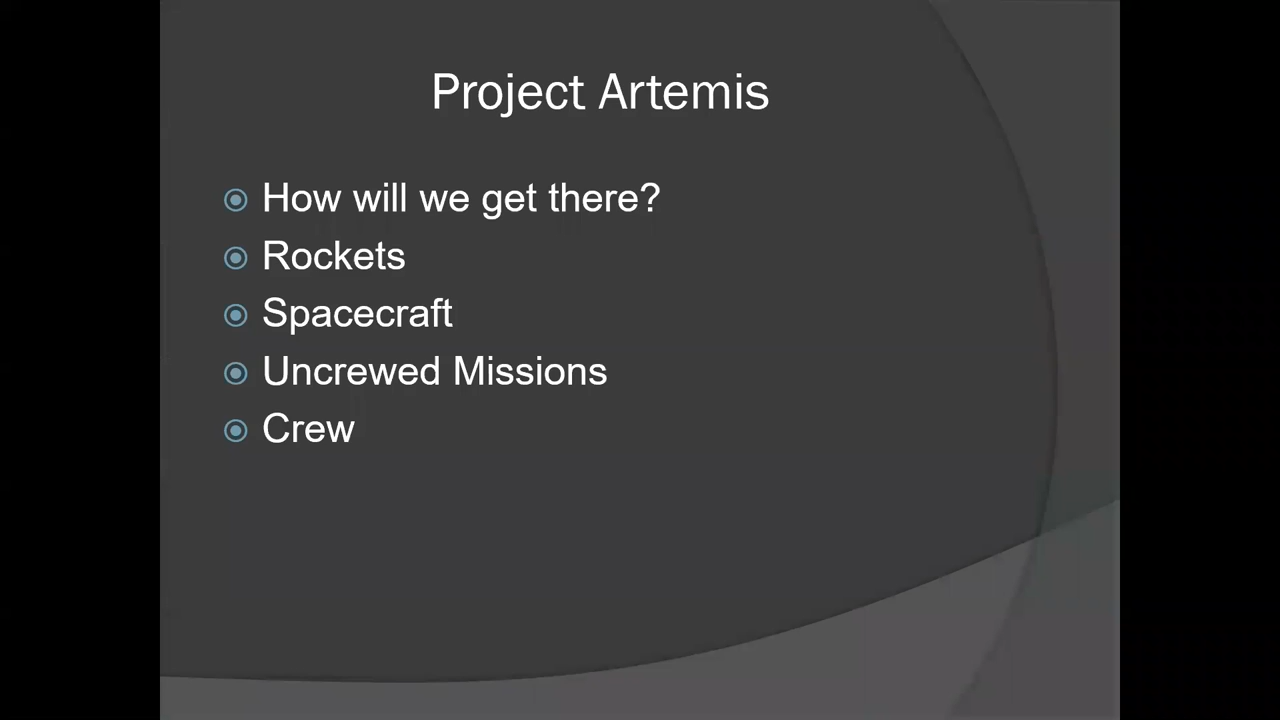 Project Artemis
How will we get there?
Rockets
Spacecraft
Uncrewed Missions
Crew